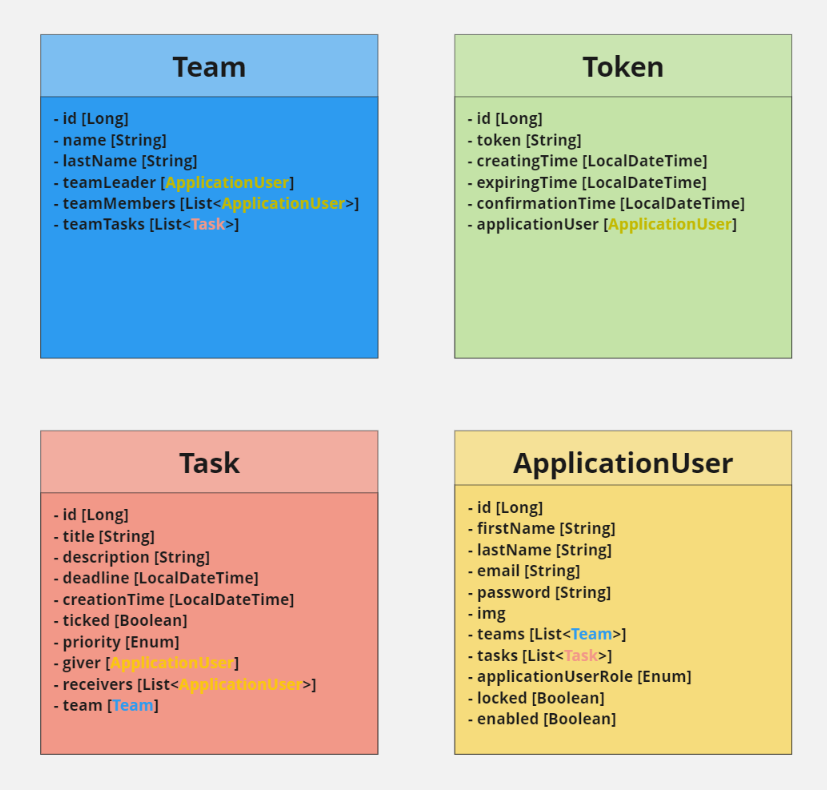 Team
- id [Long]
- name [String]
- lastName [String]
- teamLeader [ApplicationUser]
- teamMembers [List<ApplicationUser>]
- teamTasks [List<Task>]
Token
- id [Long]
- token [String]
- creatingTime [LocalDateTime]
- expiringTime [LocalDateTime]
- confirmationTime [LocalDateTime]
- applicationUser [ApplicationUser]
Task
- id [Long]
- title [String]
- description [String]
- deadline [LocalDateTime]
- creationTime [LocalDateTime]
- ticked [Boolean]
- priority [Enum]
- giver [ApplicationUser]
- receivers [List<ApplicationUser>]
- team [Team]
ApplicationUser
- id [Long]
- firstName [String]
- lastName [String]
- email [String]
- password [String]
- img
- teams [List<Team>]
- tasks [List<Task>]
- applicationUserRole [Enum]
- locked [Boolean]
- enabled [Boolean]